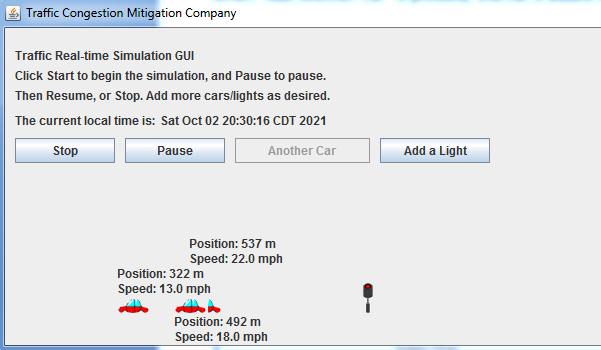 Traffic Congestion Mitigation Company
Traffic Real-time Simulation GUI
Click Start to begin the simulation, and Pause to pause.
Then Resume, or Stop. Add more cars/lights as desired.
The current local time is: Sat Oct 02 20:30:16 CDT 2021
Stop Pause Another Car Add a Light
Position: 537 m
Speed: 22.0 mph
Position: 322 m
Speed: 13.0 mph
Position: 492 m
Speed: 18.0 mph